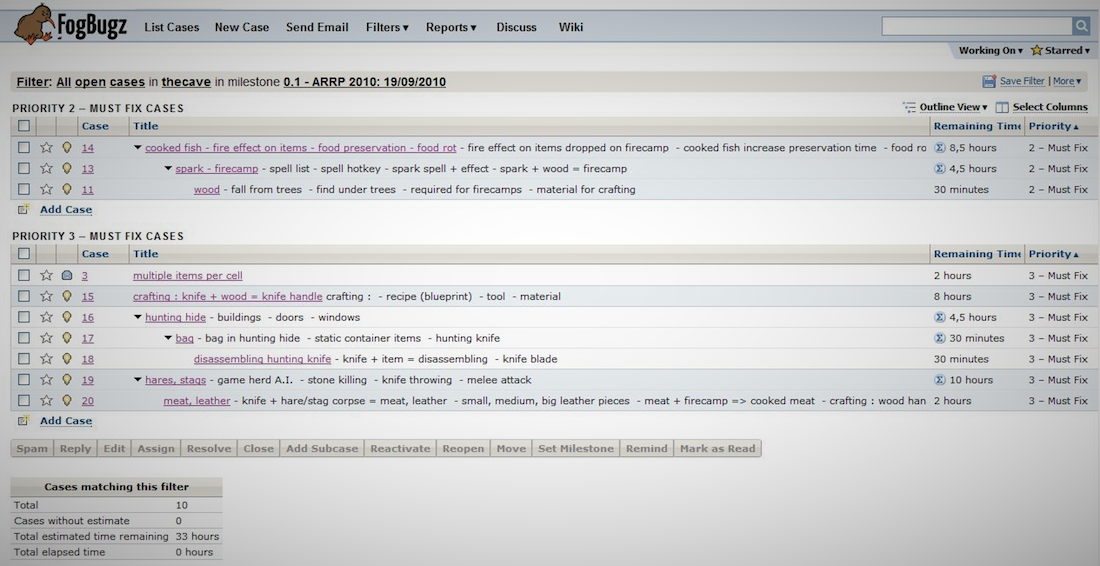 FogBugz List Cases New Case Send Email Filters ▾ Reports ▾ Discuss Wiki
Working On ▾ Starred ▾
Filter: All open cases in thecave in milestone 0.1 - ARRP 2010: 19/09/2010 Save Filter | More ▾
PRIORITY 2 – MUST FIX CASES Outline View ▾ Select Columns
Case Title Remaining Time Priority ▴
14 cooked fish - fire effect on items - food preservation - food rot - fire effect on items dropped on firecamp - cooked fish increase preservation time - food ro Σ 8,5 hours 2 – Must Fix
13 spark - firecamp - spell list - spell hotkey - spark spell + effect - spark + wood = firecamp Σ 4,5 hours 2 – Must Fix
11 wood - fall from trees - find under trees - required for firecamps - material for crafting 30 minutes 2 – Must Fix
Add Case
PRIORITY 3 – MUST FIX CASES
Case Title Remaining Time Priority ▴
3 multiple items per cell 2 hours 3 – Must Fix
15 crafting : knife + wood = knife handle crafting : - recipe (blueprint) - tool - material 8 hours 3 – Must Fix
16 hunting hide - buildings - doors - windows Σ 4,5 hours 3 – Must Fix
17 bag - bag in hunting hide - static container items - hunting knife Σ 30 minutes 3 – Must Fix
18 disassembling hunting knife - knife + item = disassembling - knife blade 30 minutes 3 – Must Fix
19 hares, stags - game herd A.I. - stone killing - knife throwing - melee attack Σ 10 hours 3 – Must Fix
20 meat, leather - knife + hare/stag corpse = meat, leather - small, medium, big leather pieces - meat + firecamp => cooked meat - crafting : wood han 2 hours 3 – Must Fix
Add Case
Spam Reply Edit Assign Resolve Close Add Subcase Reactivate Reopen Move Set Milestone Remind Mark as Read
Cases matching this filter
Total 10
Cases without estimate 0
Total estimated time remaining 33 hours
Total elapsed time 0 hours